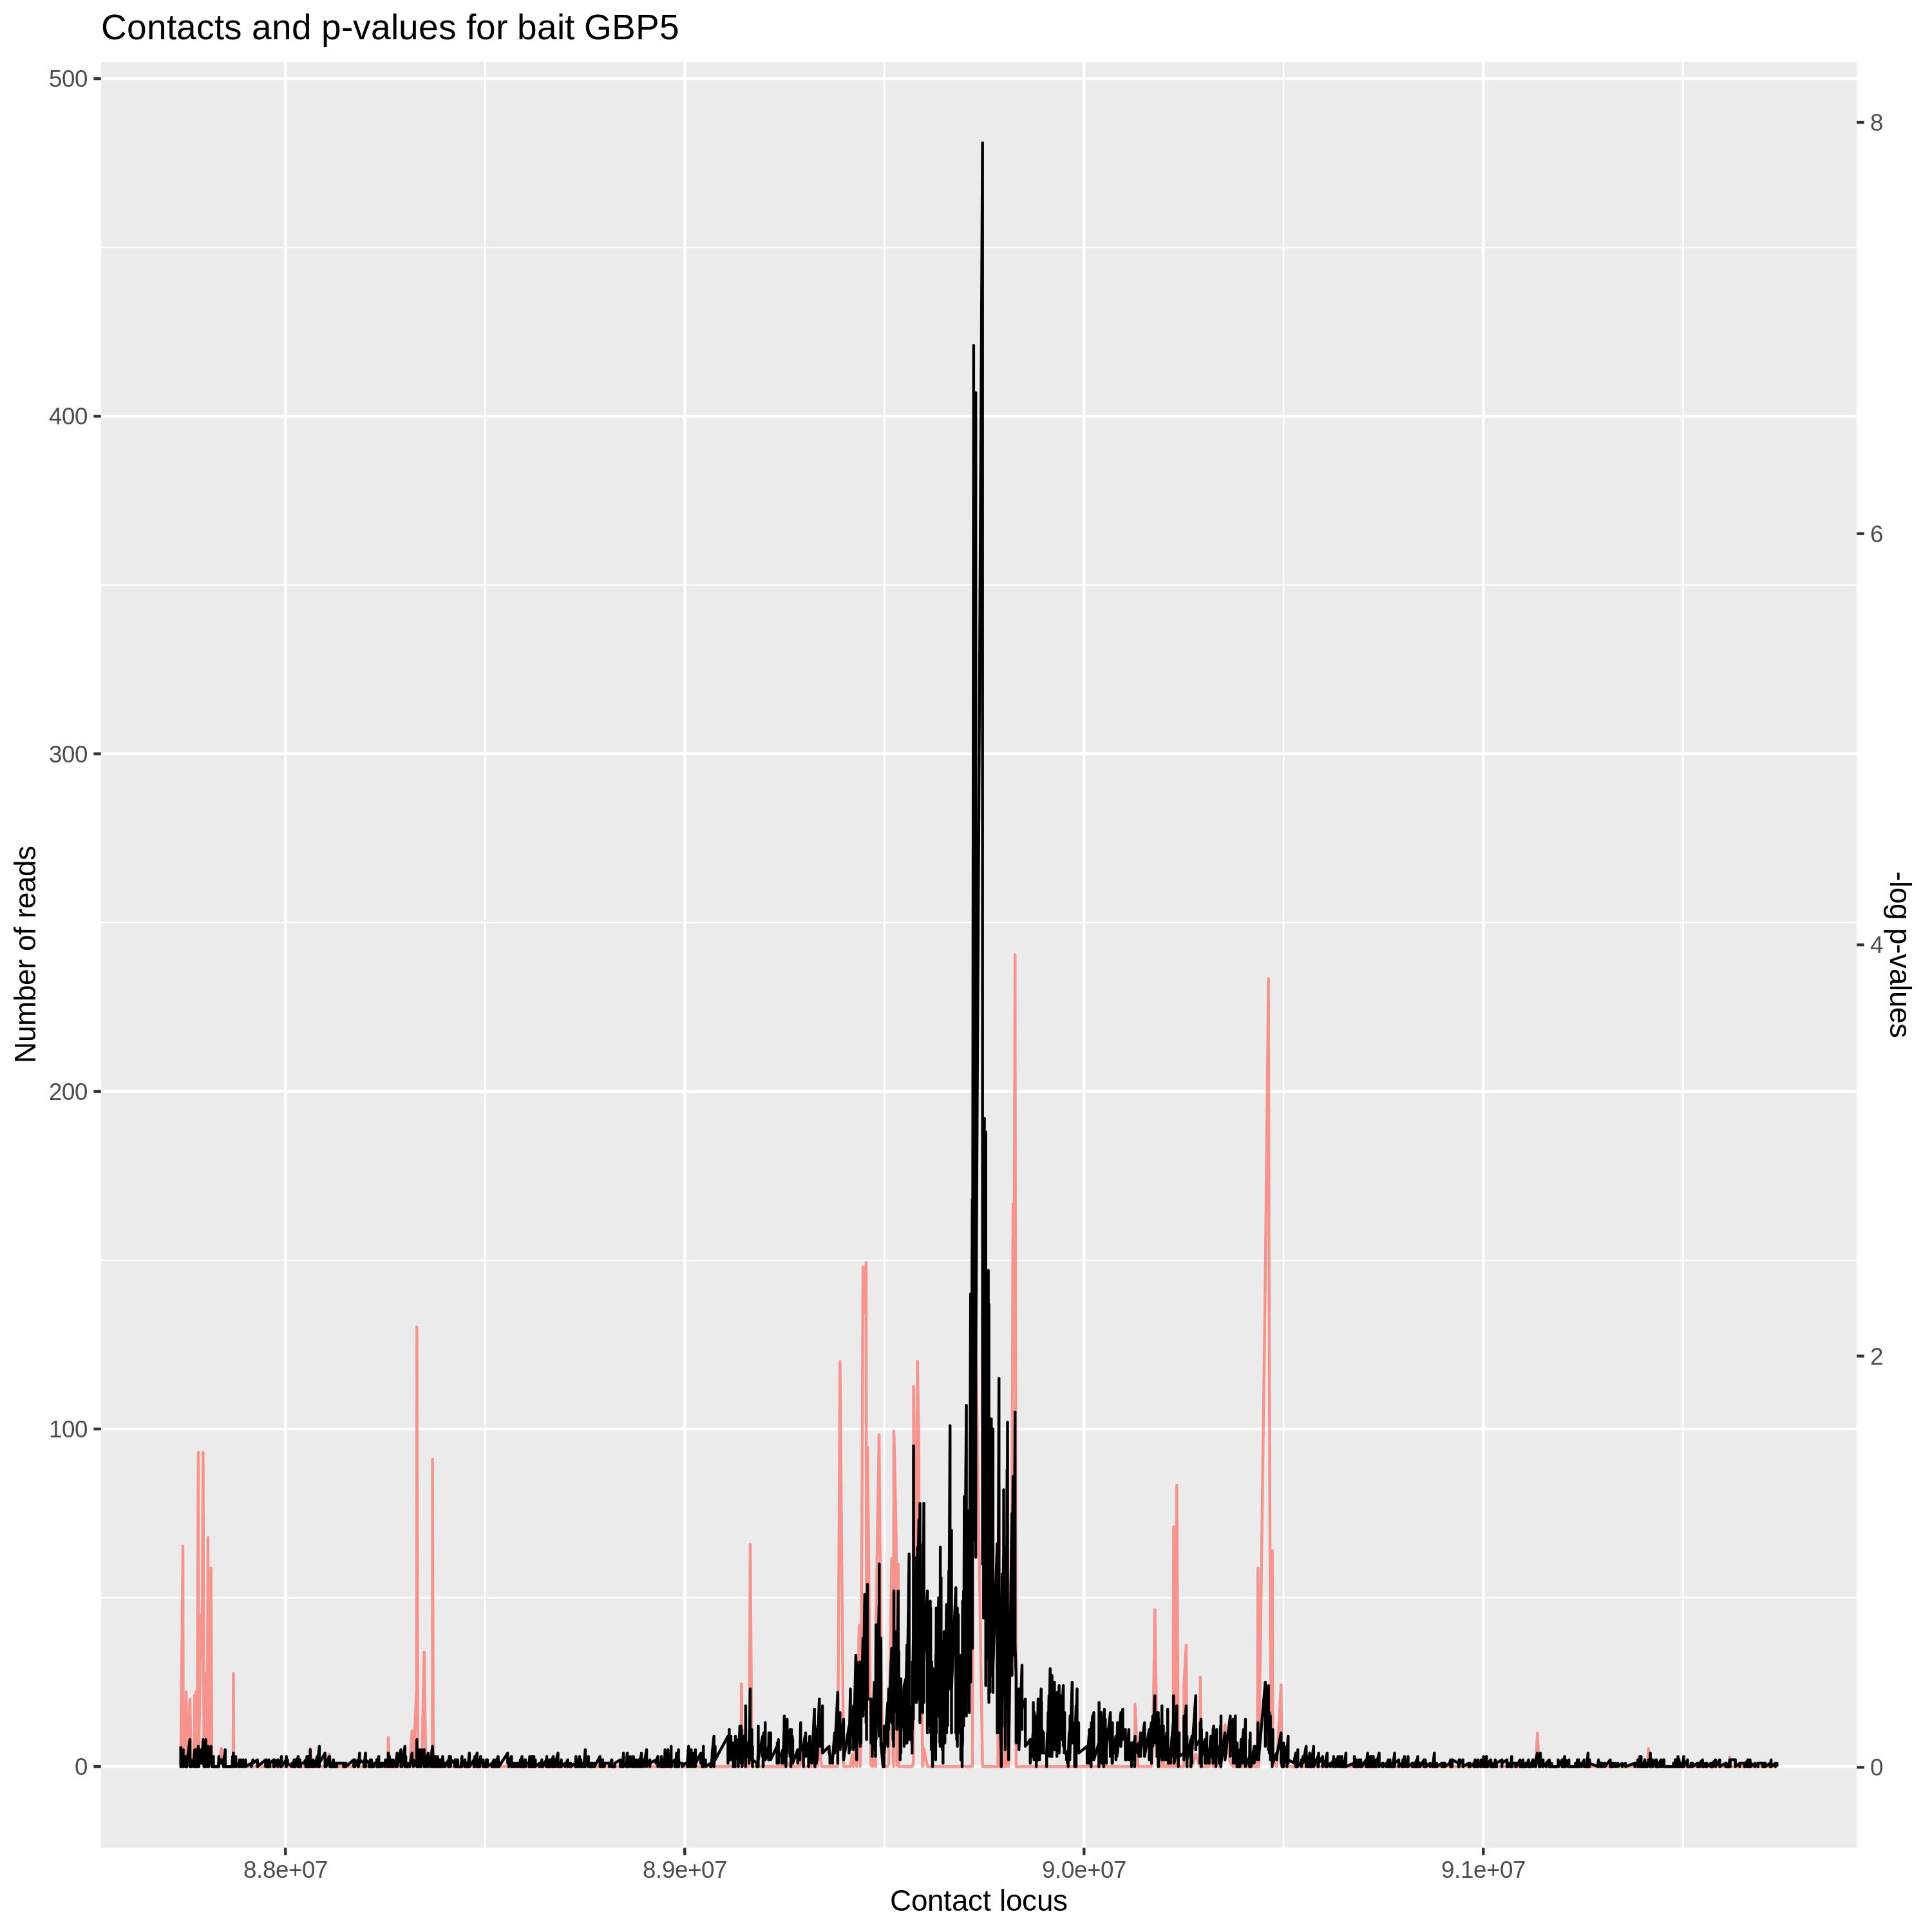 Contacts and p-values for bait GBP5
500
400
300
200
100
0
Number of reads
8
6
4
2
0
-log p-values
8.8e+07
8.9e+07
9.0e+07
9.1e+07
Contact locus